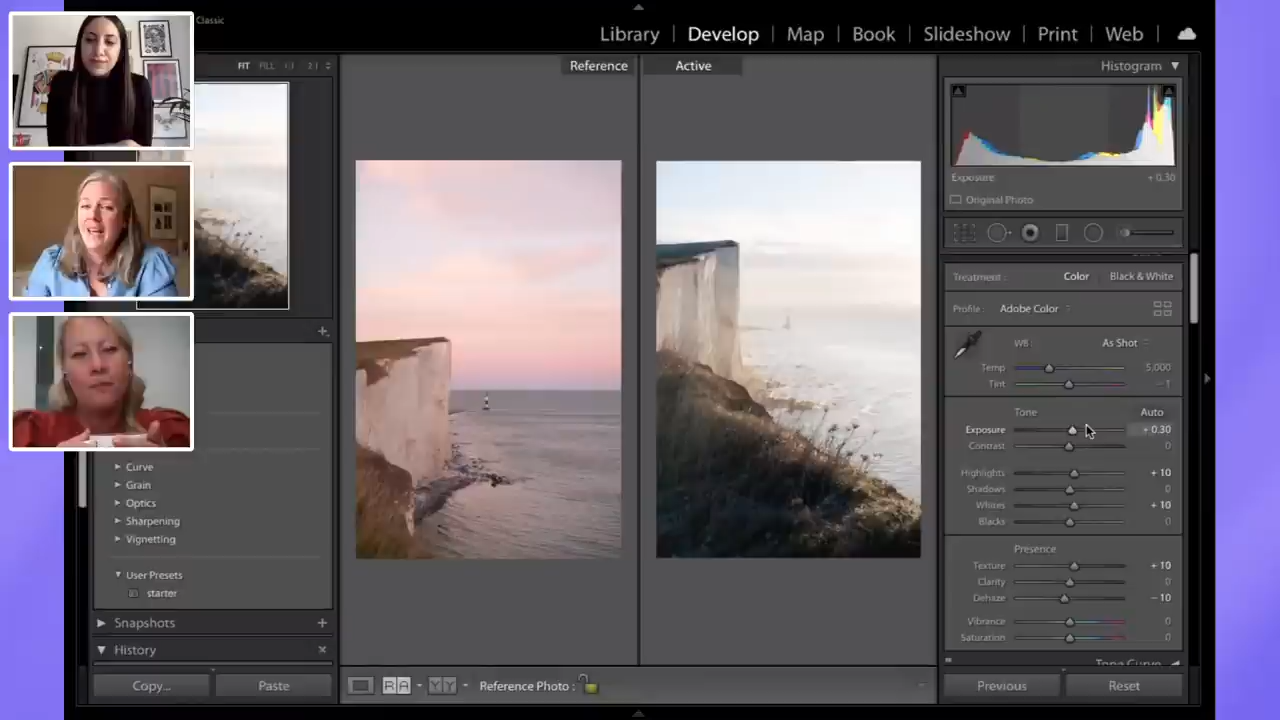 Classic
Library | Develop | Map | Book | Slideshow | Print | Web |
FIT FILL
Reference
Active
Histogram
Exposure + 0.30
Original Photo
Treatment : Color Black & White
Profile : Adobe Color
WB: As Shot
Temp 5,000
Tint − 1
Tone Auto
Exposure + 0.30
Contrast 0
Highlights + 10
Shadows 0
Whites + 10
Blacks 0
Presence
Texture + 10
Clarity 0
Dehaze − 10
Vibrance 0
Saturation 0
Tone Curve
Curve
Grain
Optics
Sharpening
Vignetting
User Presets
starter
Snapshots
History
Copy... Paste
R A Y Y Reference Photo :
Previous Reset